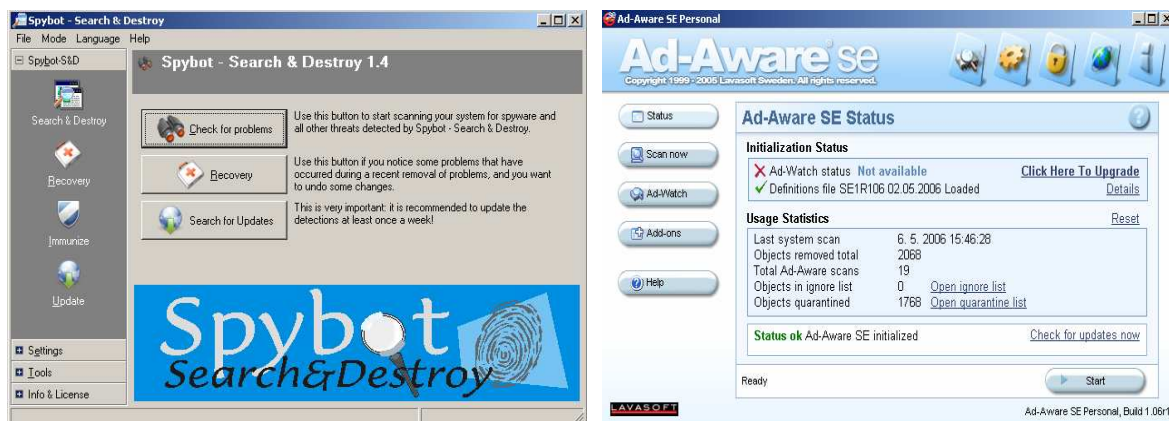 Spybot - Search & Destroy
File Mode Language Help
Spybot-S&D
Search & Destroy
Recovery
Immunize
Update
Settings
Tools
Info & License
Spybot - Search & Destroy 1.4
Check for problems
Use this button to start scanning your system for spyware and
all other threats detected by Spybot - Search & Destroy.
Recovery
Use this button if you notice some problems that have
occurred during a recent removal of problems, and you want
to undo some changes.
Search for Updates
This is very important: it is recommended to update the
detections at least once a week!
Spybot
Search&Destroy
Ad-Aware SE Personal
Ad-Aware SE
Copyright 1999 - 2005 Lavasoft Sweden. All rights reserved.
Status
Scan now
Ad-Watch
Add-ons
Help
Ad-Aware SE Status
Initialization Status
Ad-Watch status Not available Click Here To Upgrade
Definitions file SE1R106 02.05.2006 Loaded Details
Usage Statistics Reset
Last system scan 6. 5. 2006 15:46:28
Objects removed total 2068
Total Ad-Aware scans 19
Objects in ignore list 0 Open ignore list
Objects quarantined 1768 Open quarantine list
Status ok Ad-Aware SE initialized Check for updates now
Ready Start
LAVASOFT
Ad-Aware SE Personal, Build 1.06r1